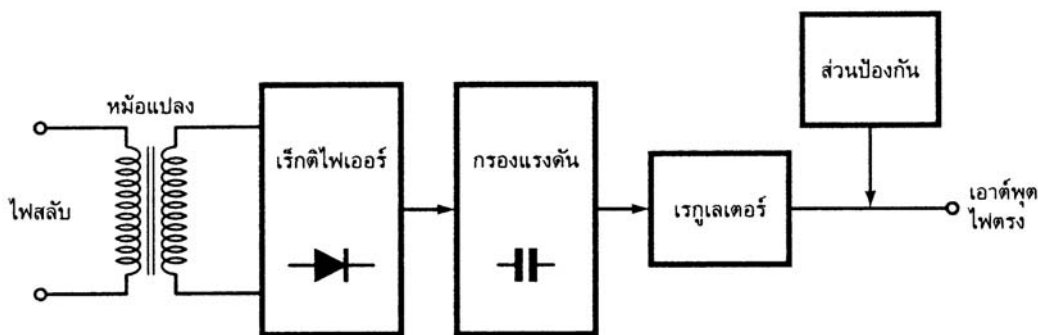 ส่วนป้องกัน
หม้อแปลง
เร็กติไฟเออร์
กรองแรงดัน
ไฟสลับ
เรกูเลเตอร์
เอาต์พุต
ไฟตรง